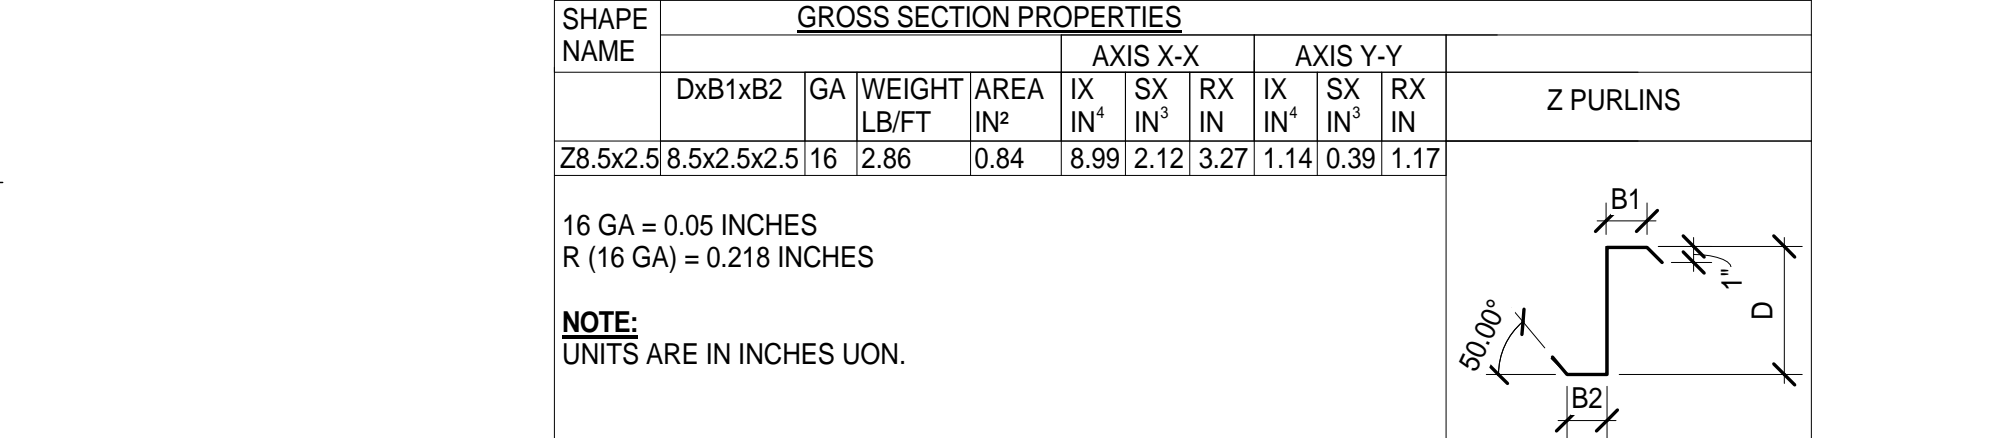 SHAPE NAME
GROSS SECTION PROPERTIES
AXIS X-X AXIS Y-Y
DxB1xB2 GA WEIGHT LB/FT AREA IN² IX IN⁴ SX IN³ RX IN IX IN⁴ SX IN³ RX IN Z PURLINS
Z8.5x2.5 8.5x2.5x2.5 16 2.86 0.84 8.99 2.12 3.27 1.14 0.39 1.17
16 GA = 0.05 INCHES
R (16 GA) = 0.218 INCHES
NOTE:
UNITS ARE IN INCHES UON.
B1
1"
D
50.00°
B2